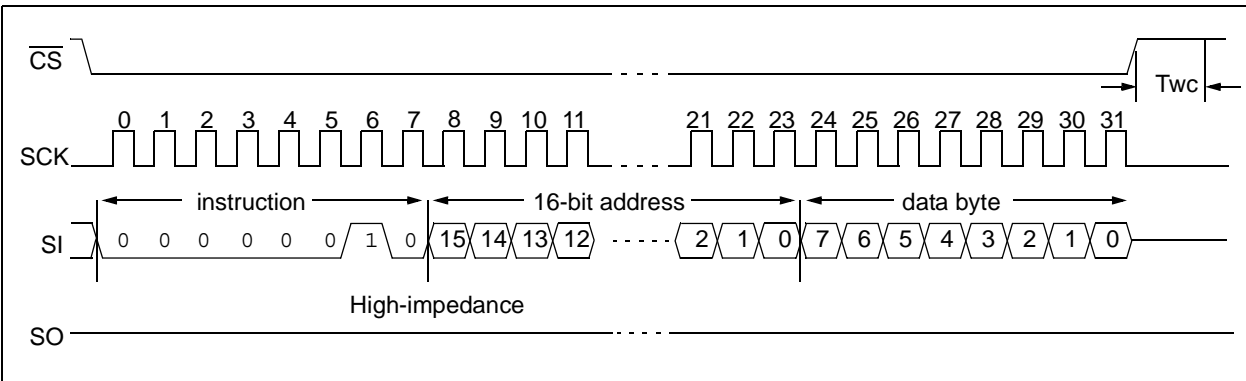 CS
Twc
0 1 2 3 4 5 6 7 8 9 10 11 21 22 23 24 25 26 27 28 29 30 31
SCK
instruction 16-bit address data byte
SI 0 0 0 0 0 0 1 0 15 14 13 12 2 1 0 7 6 5 4 3 2 1 0
High-impedance
SO